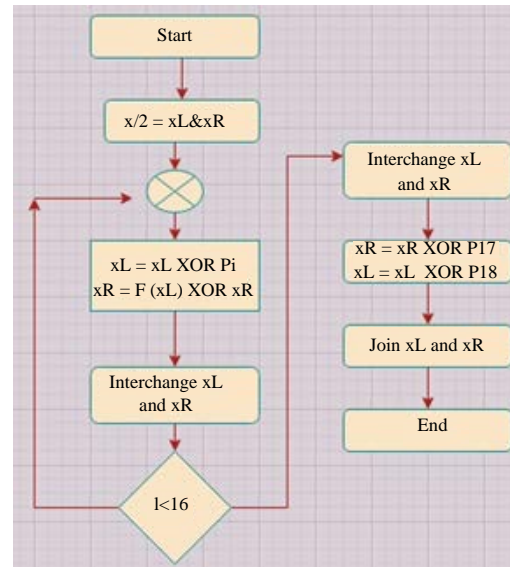 Start
x/2 = xL&xR
xL = xL XOR Pi
xR = F (xL) XOR xR
Interchange xL
and xR
l<16
Interchange xL
and xR
xR = xR XOR P17
xL = xL XOR P18
Join xL and xR
End